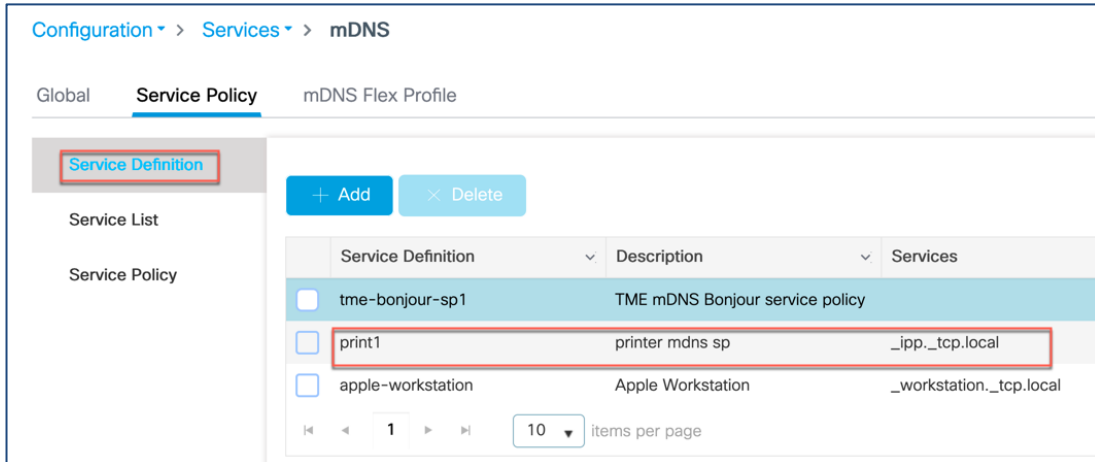 Configuration > Services > mDNS
Global Service Policy mDNS Flex Profile
Service Definition
Service List
Service Policy
+ Add × Delete
Service Definition Description Services
tme-bonjour-sp1 TME mDNS Bonjour service policy
print1 printer mdns sp _ipp._tcp.local
apple-workstation Apple Workstation _workstation._tcp.local
1 10 items per page